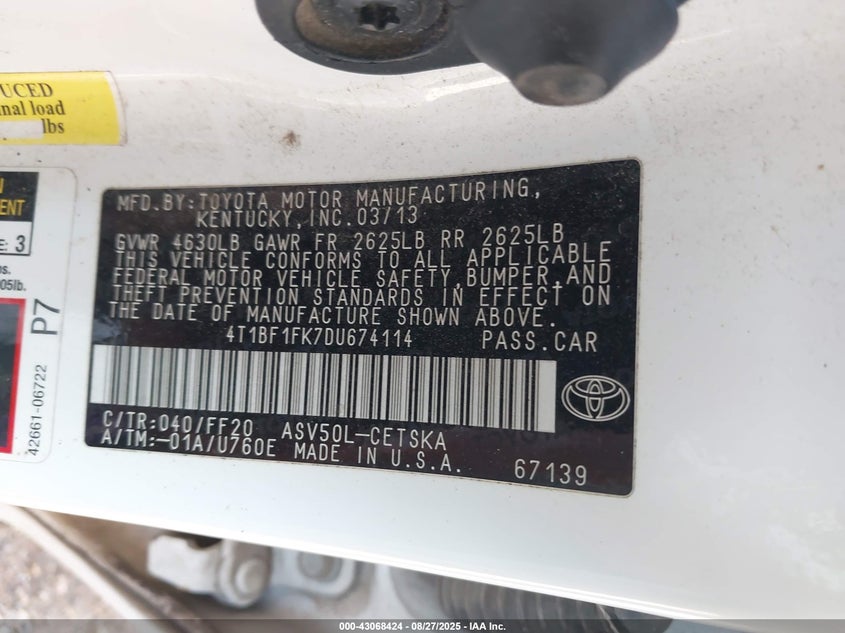 UCED
nal load
lbs
ENT
E: 3
05lb.
P7
42661-06722
MFD.BY:TOYOTA MOTOR MANUFACTURING,
KENTUCKY,INC.03/13
GVWR 4630LB GAWR FR 2625LB RR 2625LB
THIS VEHICLE CONFORMS TO ALL APPLICABLE
FEDERAL MOTOR VEHICLE SAFETY,BUMPER,AND
THEFT PREVENTION STANDARDS IN EFFECT ON
THE DATE OF MANUFACTURE SHOWN ABOVE.
4T1BF1FK7DU674114 PASS.CAR
C/TR:040/FF20 ASV50L-CETSKA
A/TM:-01A/U760E MADE IN U.S.A. 67139
TOYOTA
000-43068424 - 08/27/2025 - IAA Inc.